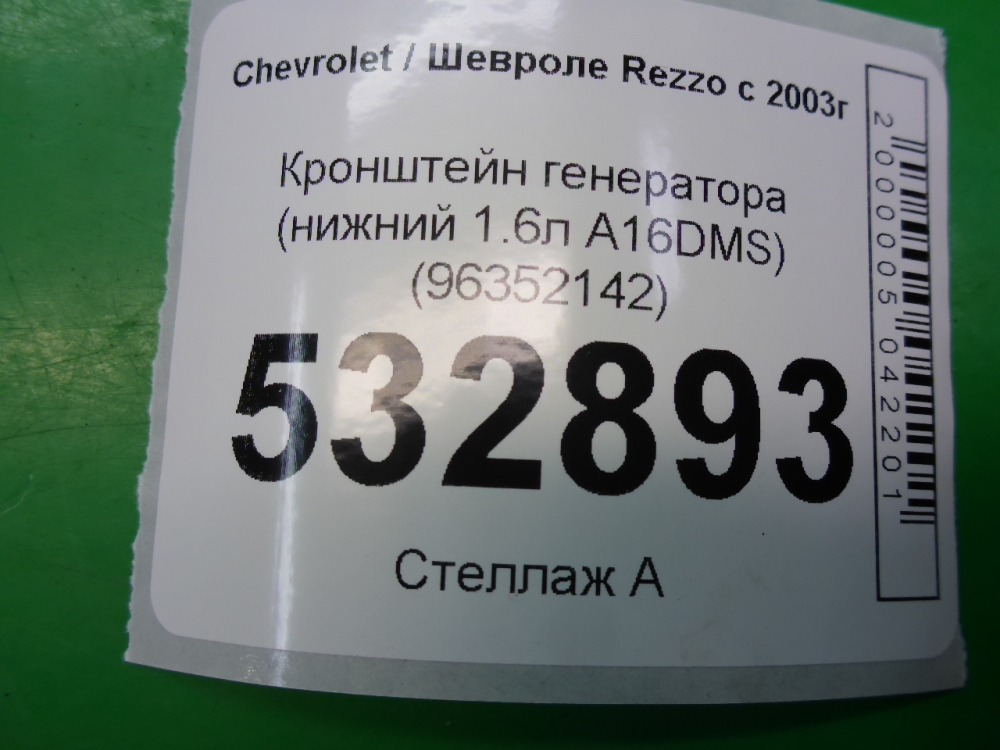 Chevrolet / Шевроле Rezzo с 2003г
Кронштейн генератора
(нижний 1.6л A16DMS)
(96352142)
532893
Стеллаж А
2000005042201